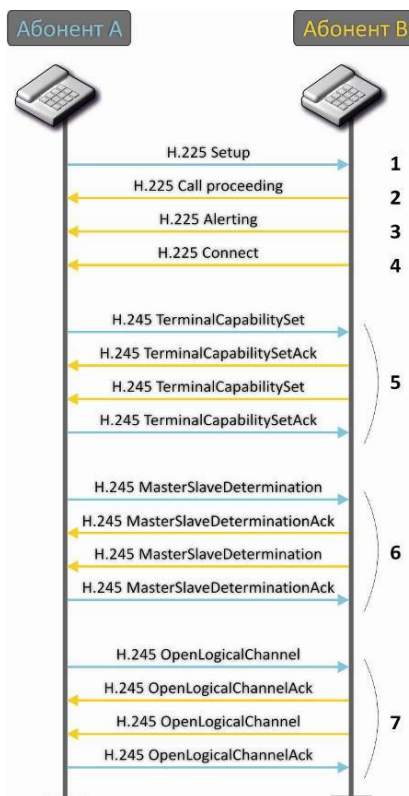 Абонент А
Абонент В
H.225 Setup
1
H.225 Call proceeding
2
H.225 Alerting
3
H.225 Connect
4
H.245 TerminalCapabilitySet
H.245 TerminalCapabilitySetAck
5
H.245 TerminalCapabilitySet
H.245 TerminalCapabilitySetAck
H.245 MasterSlaveDetermination
H.245 MasterSlaveDeterminationAck
6
H.245 MasterSlaveDetermination
H.245 MasterSlaveDeterminationAck
H.245 OpenLogicalChannel
H.245 OpenLogicalChannelAck
7
H.245 OpenLogicalChannel
H.245 OpenLogicalChannelAck